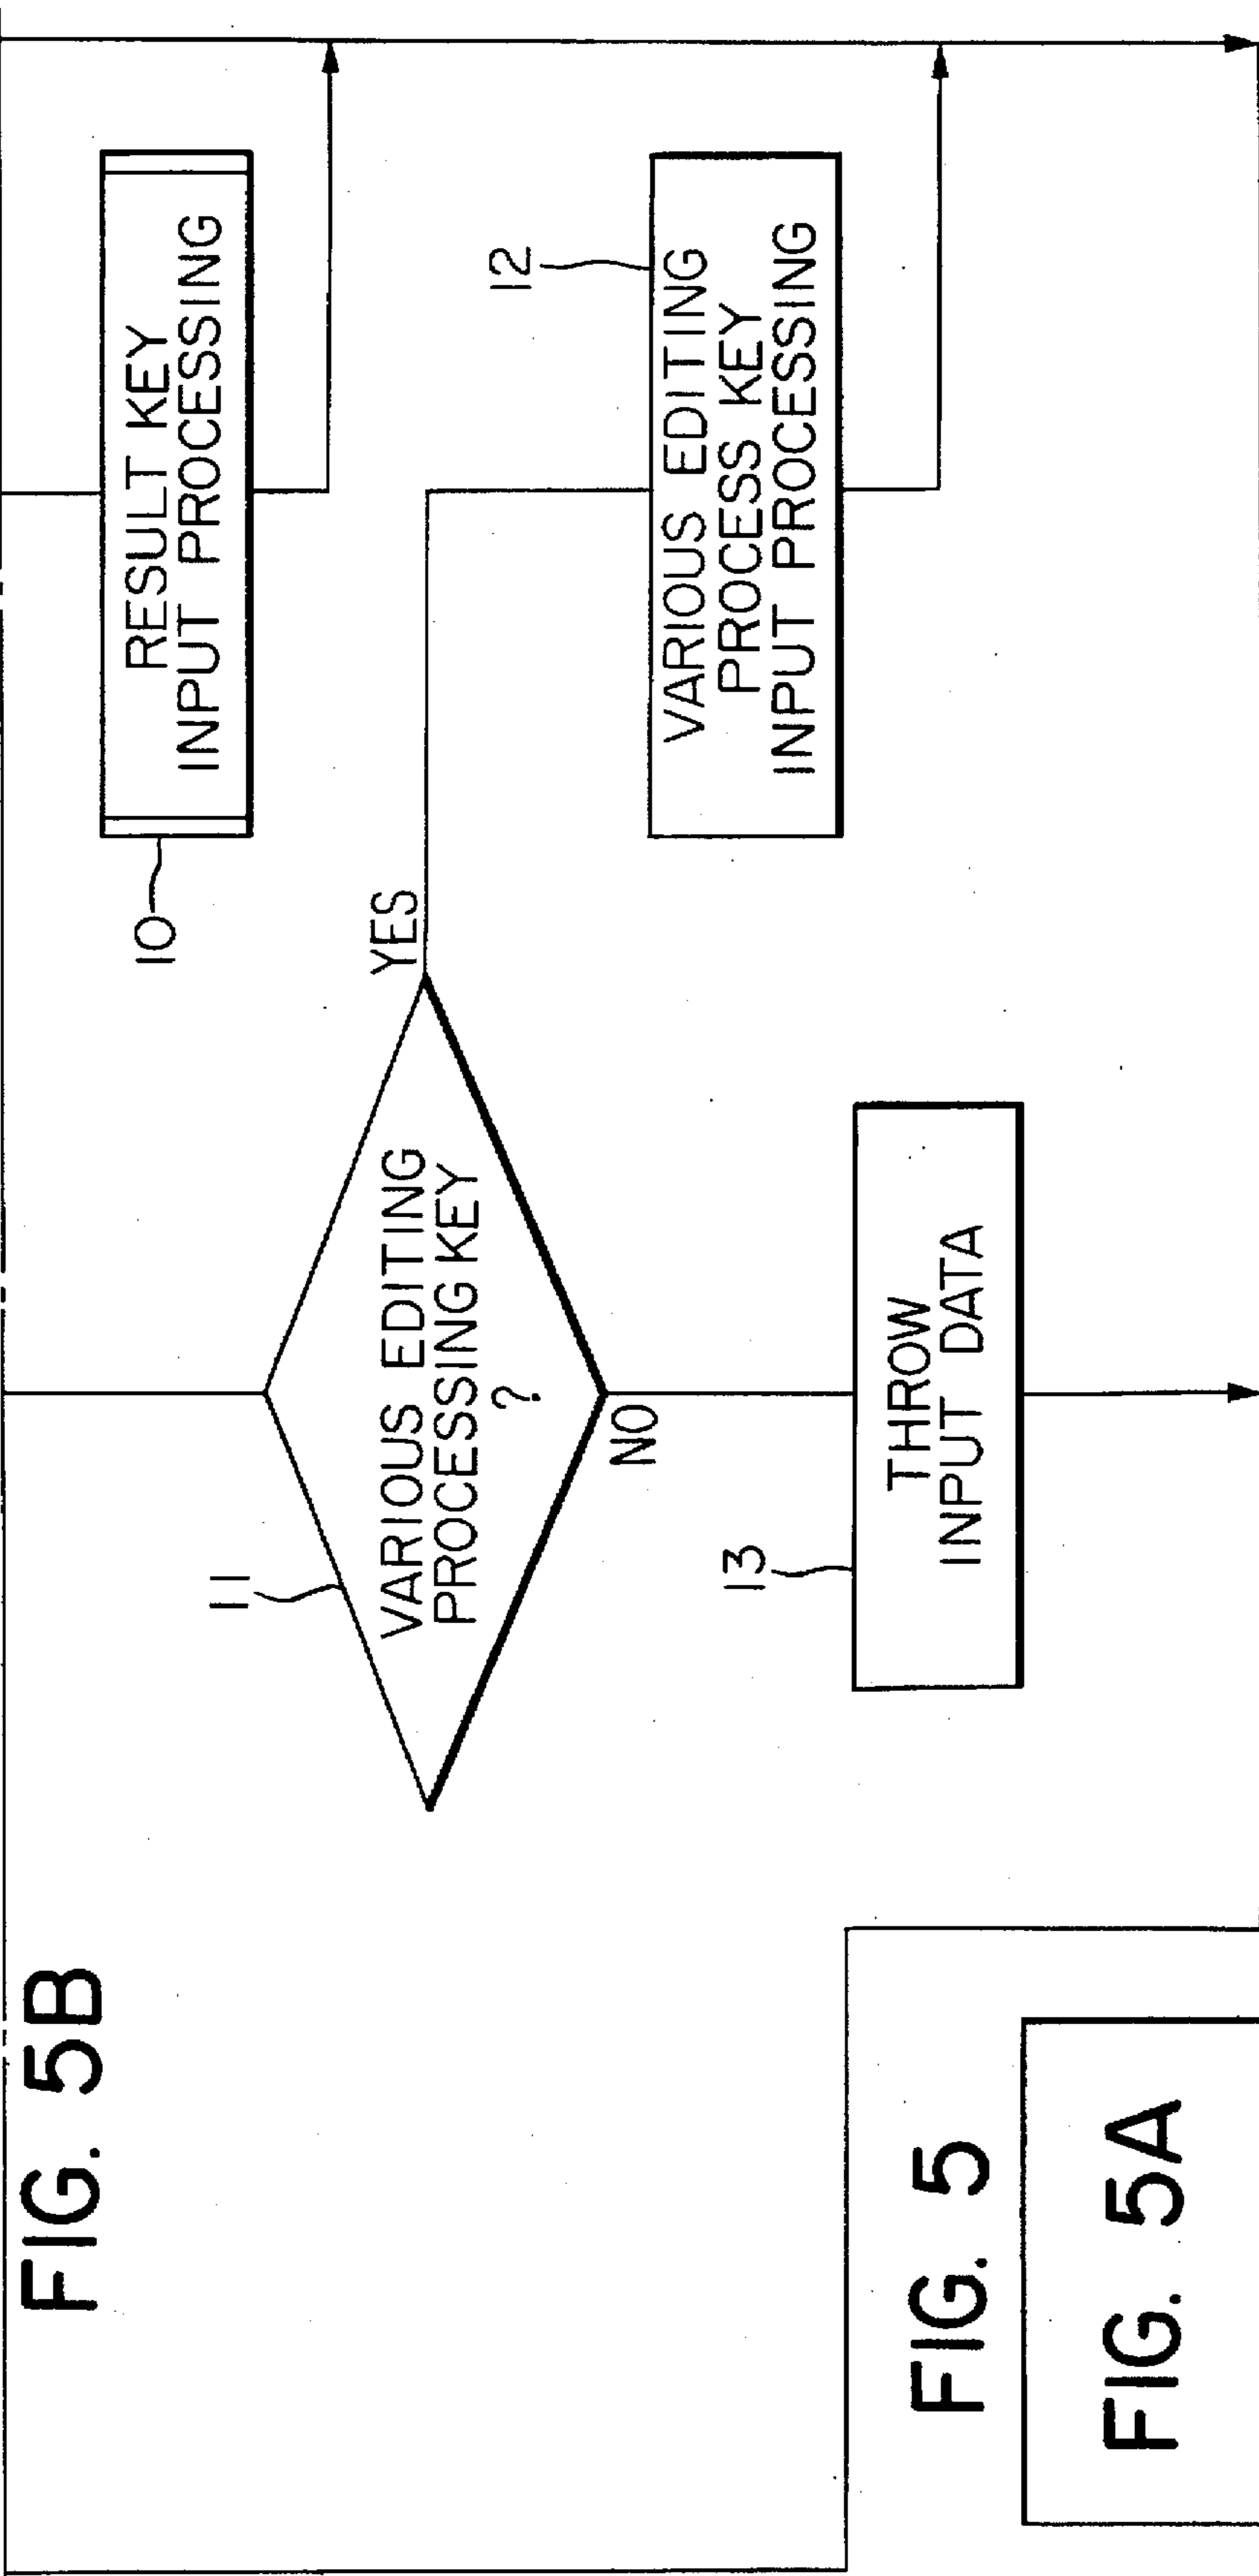 FIG. 5B
10
RESULT KEY
INPUT PROCESSING
11
VARIOUS EDITING
PROCESSING KEY
?
YES
NO
12
VARIOUS EDITING
PROCESS KEY
INPUT PROCESSING
13
THROW
INPUT DATA
FIG. 5
FIG. 5A